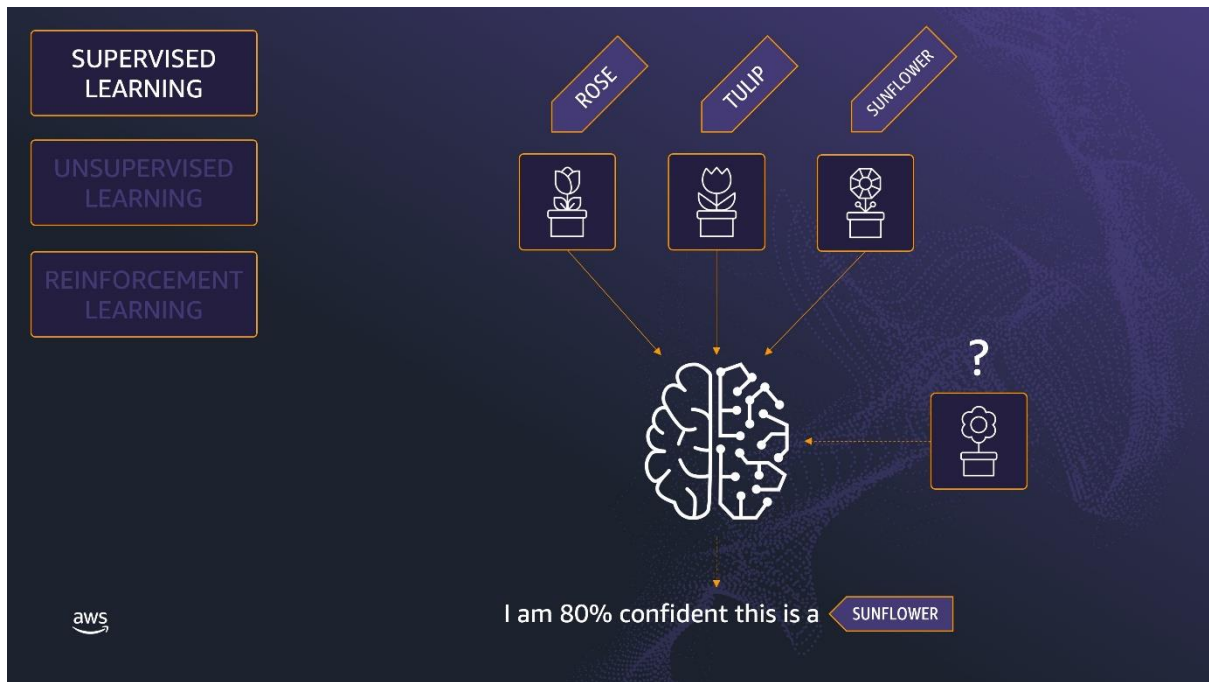 SUPERVISED
LEARNING
UNSUPERVISED
LEARNING
REINFORCEMENT
LEARNING
ROSE
TULIP
SUNFLOWER
?
I am 80% confident this is a SUNFLOWER
aws